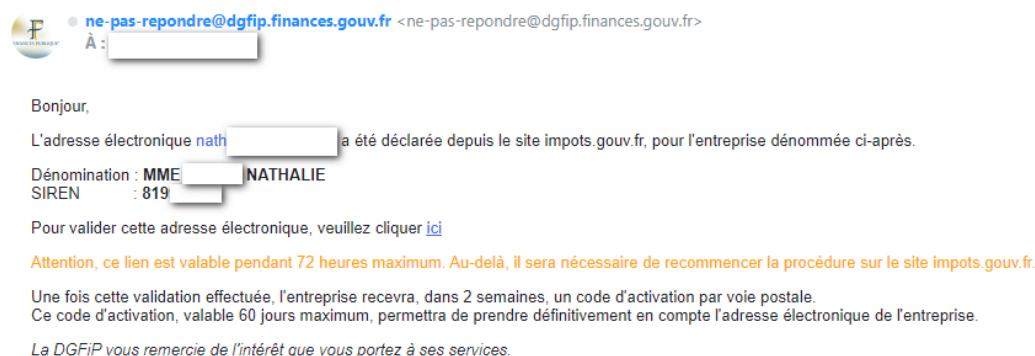 ne-pas-repondre@dgfip.finances.gouv.fr <ne-pas-repondre@dgfip.finances.gouv.fr>
À :
Bonjour,
L'adresse électronique nath a été déclarée depuis le site impots.gouv.fr, pour l'entreprise dénommée ci-après.
Dénomination : MME NATHALIE
SIREN : 819
Pour valider cette adresse électronique, veuillez cliquer ici
Attention, ce lien est valable pendant 72 heures maximum. Au-delà, il sera nécessaire de recommencer la procédure sur le site impots.gouv.fr.
Une fois cette validation effectuée, l'entreprise recevra, dans 2 semaines, un code d'activation par voie postale.
Ce code d'activation, valable 60 jours maximum, permettra de prendre définitivement en compte l'adresse électronique de l'entreprise.
La DGFiP vous remercie de l'intérêt que vous portez à ses services.